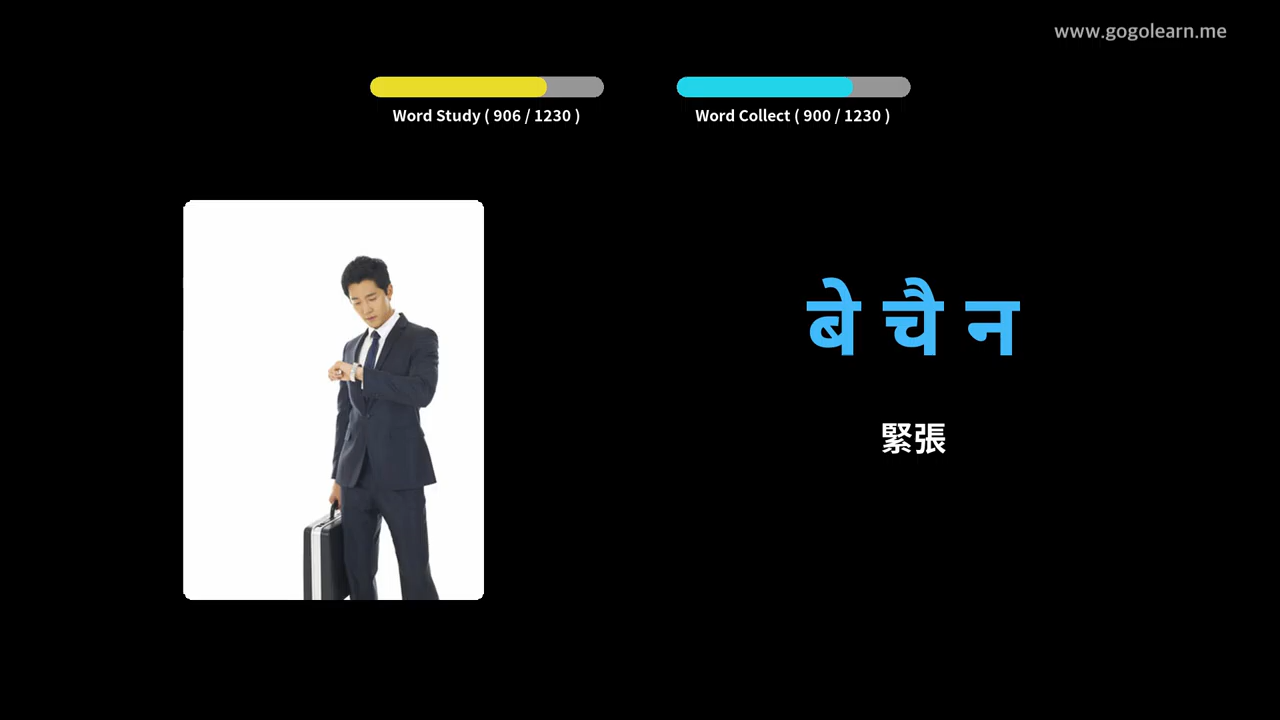 www.gogolearn.me
Word Study ( 906 / 1230 )
Word Collect ( 900 / 1230 )
बे चै न
緊張